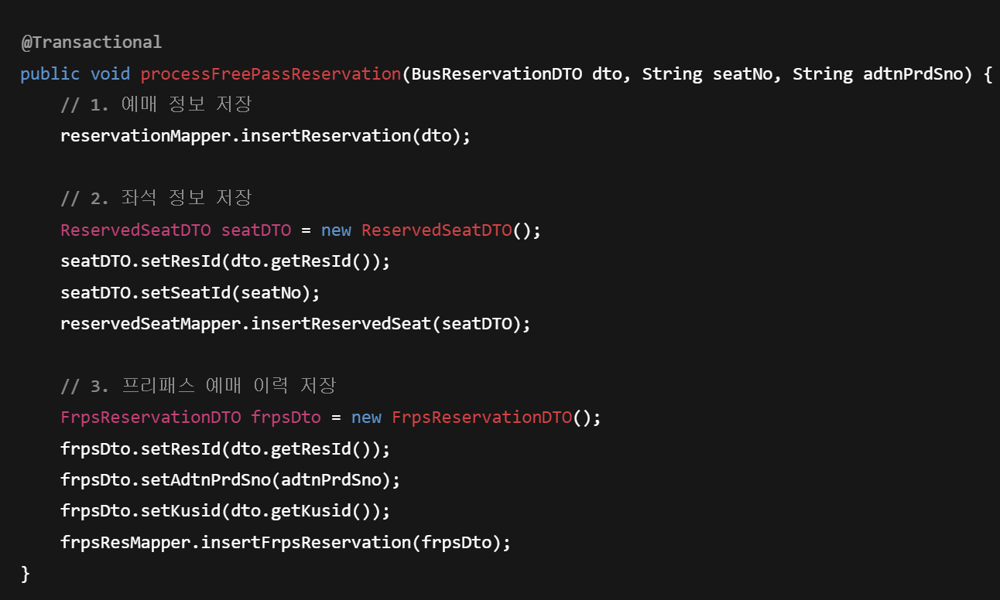 @Transactional
public void processFreePassReservation(BusReservationDTO dto, String seatNo, String adtnPrdSno) {
// 1. 예매 정보 저장
reservationMapper.insertReservation(dto);
// 2. 좌석 정보 저장
ReservedSeatDTO seatDTO = new ReservedSeatDTO();
seatDTO.setResId(dto.getResId());
seatDTO.setSeatId(seatNo);
reservedSeatMapper.insertReservedSeat(seatDTO);
// 3. 프리패스 예매 이력 저장
FrpsReservationDTO frpsDto = new FrpsReservationDTO();
frpsDto.setResId(dto.getResId());
frpsDto.setAdtnPrdSno(adtnPrdSno);
frpsDto.setKusid(dto.getKusid());
frpsResMapper.insertFrpsReservation(frpsDto);
}